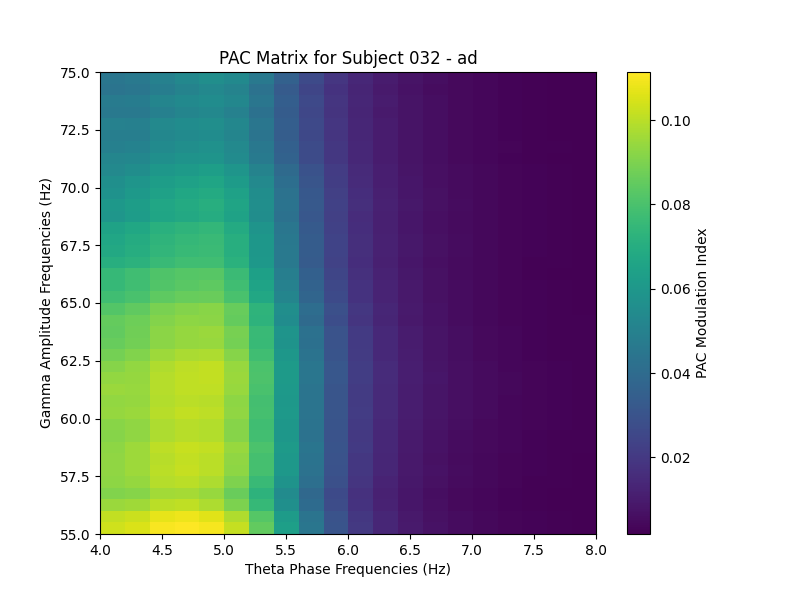 PAC Matrix for Subject 032 - ad
75.0
72.5
70.0
67.5
65.0
62.5
60.0
57.5
55.0
Gamma Amplitude Frequencies (Hz)
4.0 4.5 5.0 5.5 6.0 6.5 7.0 7.5 8.0
Theta Phase Frequencies (Hz)
0.10
0.08
0.06
0.04
0.02
PAC Modulation Index